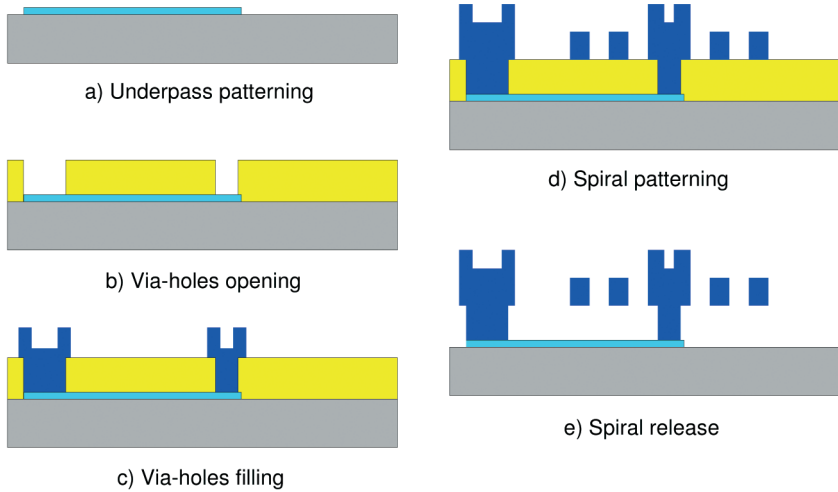 a) Underpass patterning
b) Via-holes opening
c) Via-holes filling
d) Spiral patterning
e) Spiral release